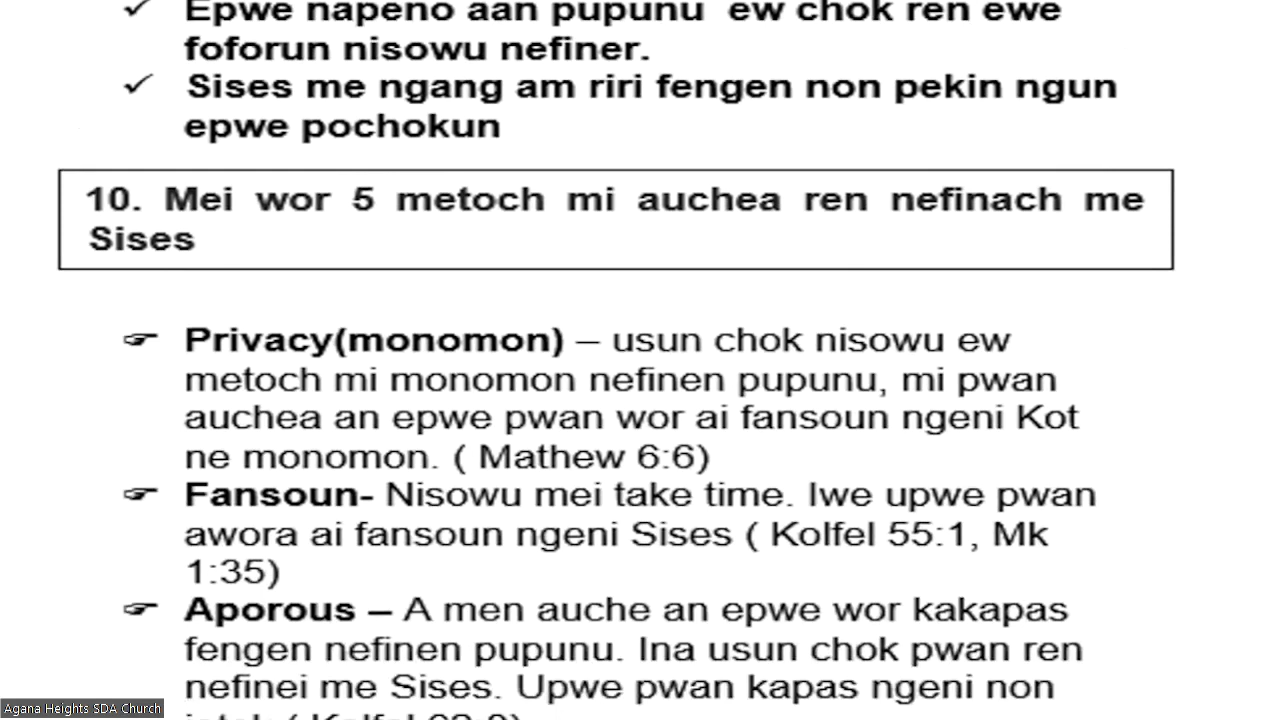 ✓ Epwe napeno aan pupunu ew chok ren ewe
foforun nisowu nefiner.
✓ Sises me ngang am riri fengen non pekin ngun
epwe pochokun
10. Mei wor 5 metoch mi auchea ren nefinach me
Sises
☞ Privacy(monomon) – usun chok nisowu ew
metoch mi monomon nefinen pupunu, mi pwan
auchea an epwe pwan wor ai fansoun ngeni Kot
ne monomon. ( Mathew 6:6)
☞ Fansoun- Nisowu mei take time. Iwe upwe pwan
awora ai fansoun ngeni Sises ( Kolfel 55:1, Mk
1:35)
☞ Aporous – A men auche an epwe wor kakapas
fengen nefinen pupunu. Ina usun chok pwan ren
nefinei me Sises. Upwe pwan kapas ngeni non
Agana Heights SDA Church